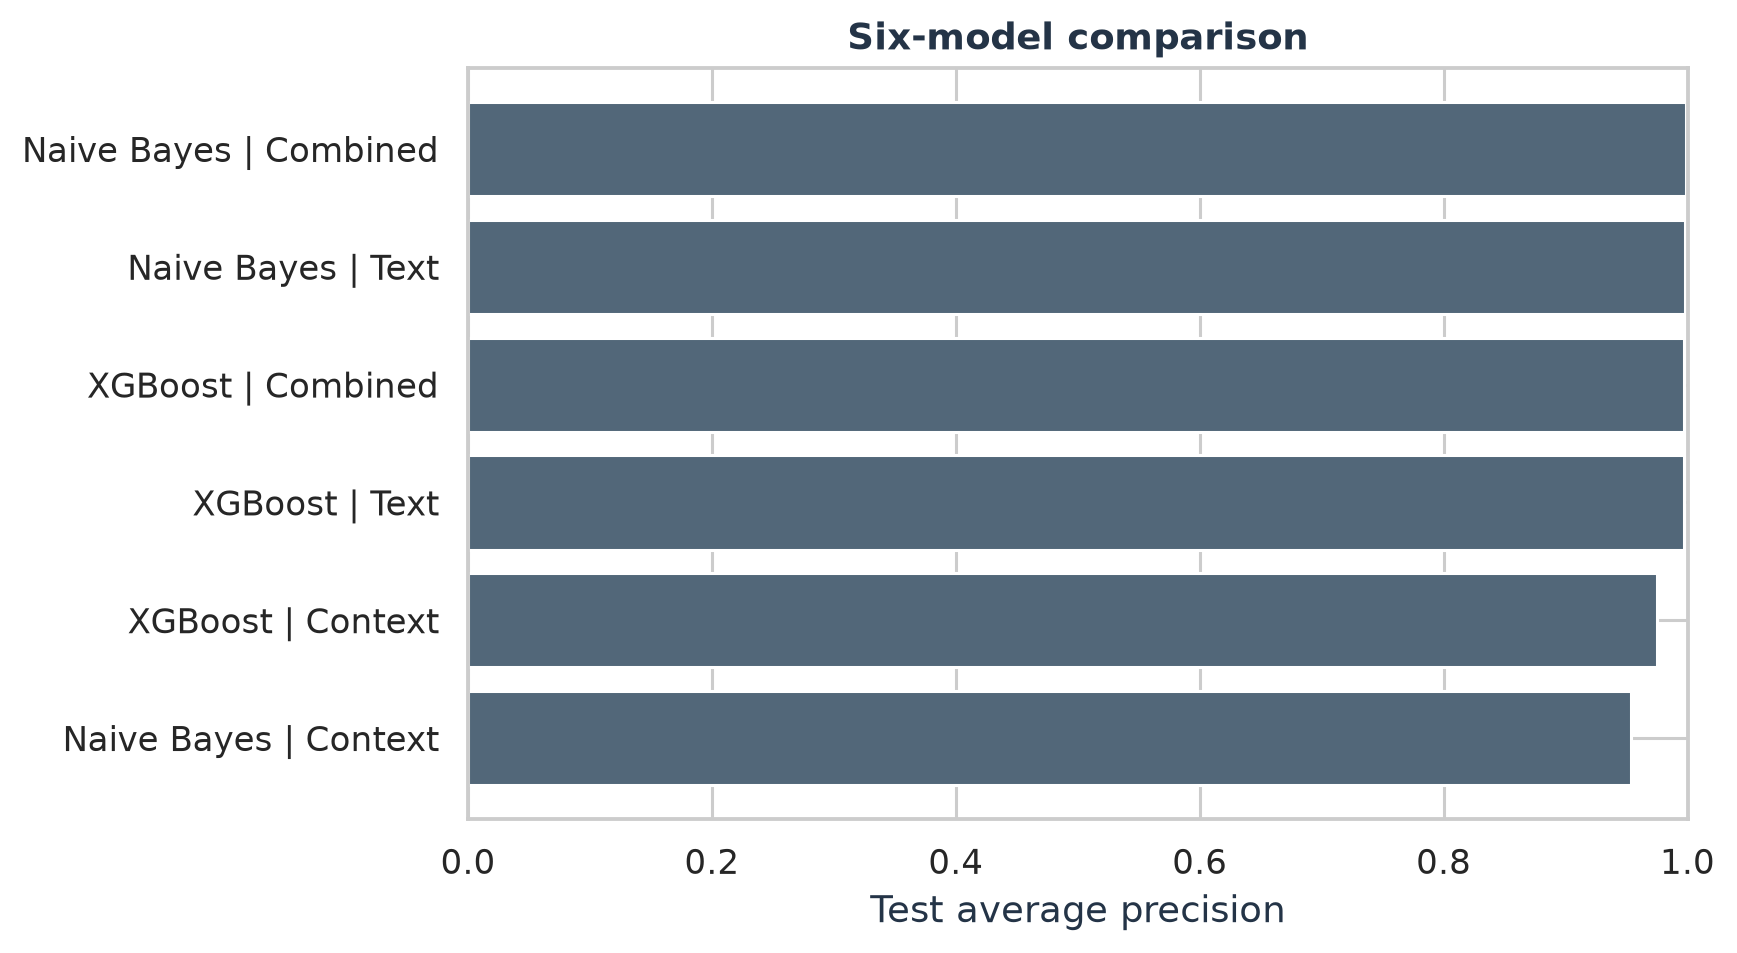 Six-model comparison
Naive Bayes | Combined
Naive Bayes | Text
XGBoost | Combined
XGBoost | Text
XGBoost | Context
Naive Bayes | Context
0.0 0.2 0.4 0.6 0.8 1.0
Test average precision